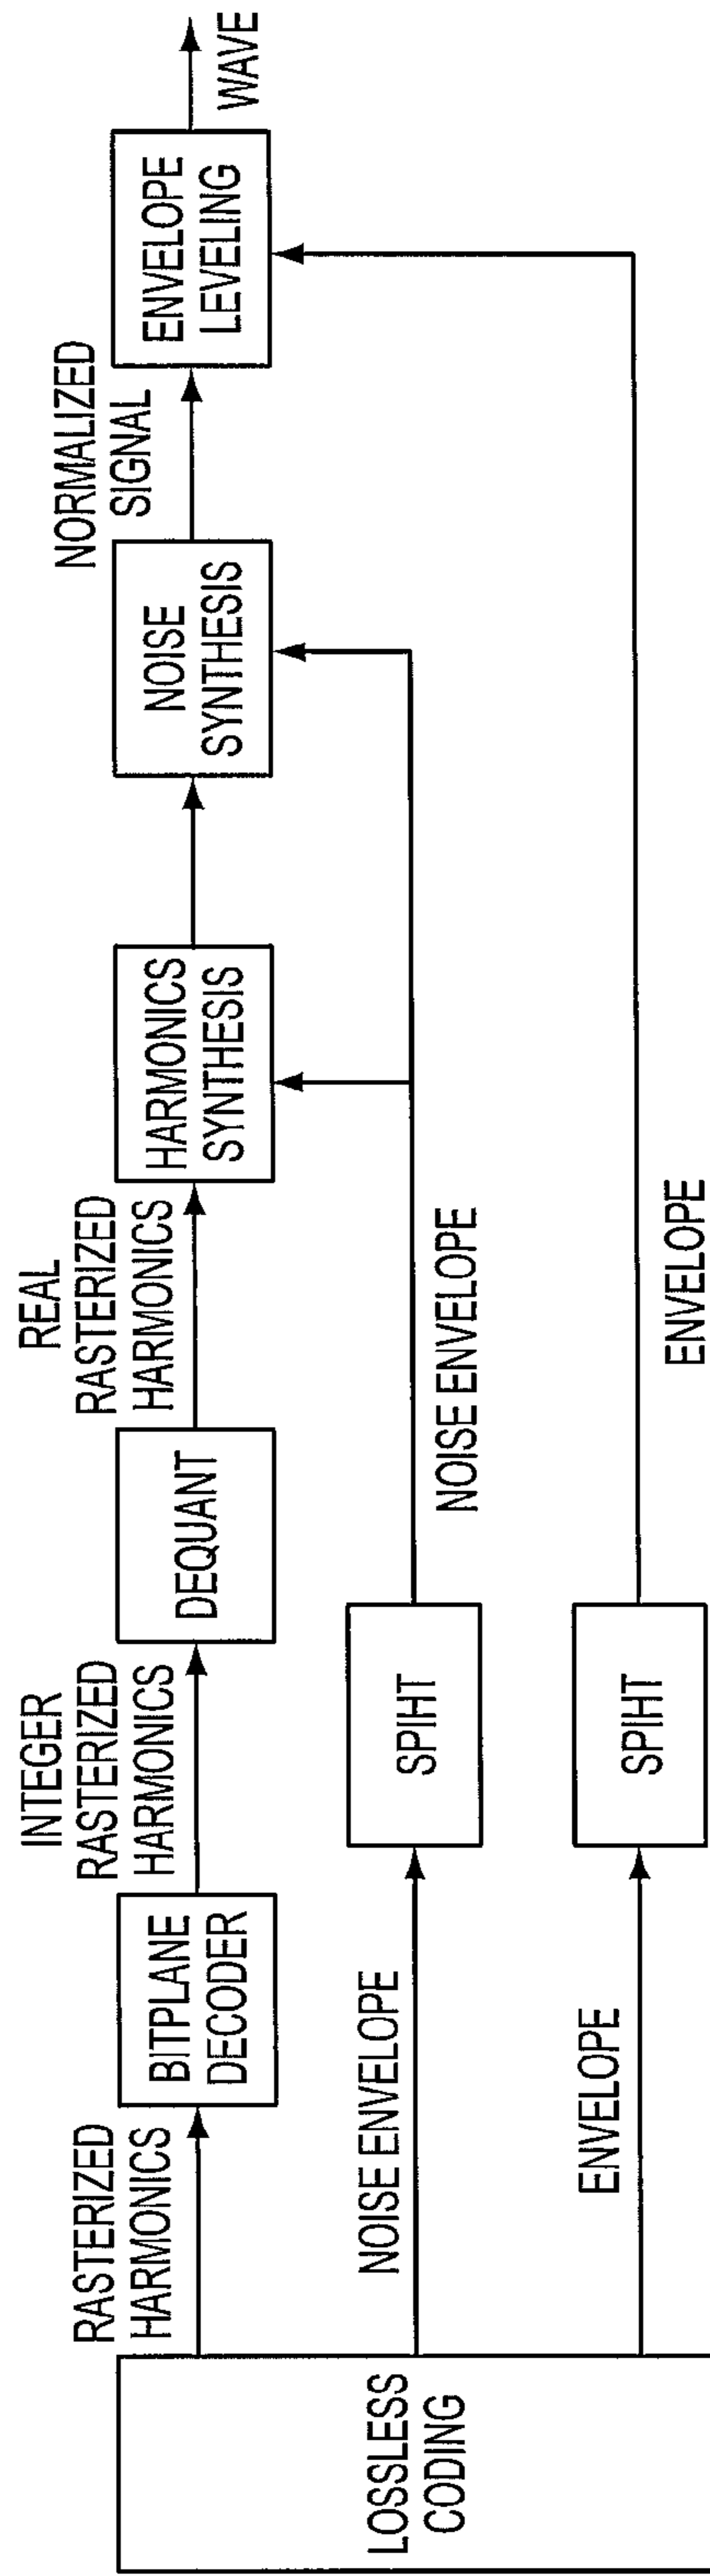 LOSSLESS
CODING
RASTERIZED
HARMONICS
BITPLANE
DECODER
INTEGER
RASTERIZED
HARMONICS
DEQUANT
REAL
RASTERIZED
HARMONICS
HARMONICS
SYNTHESIS
NOISE
SYNTHESIS
NORMALIZED
SIGNAL
ENVELOPE
LEVELING
WAVE
NOISE ENVELOPE
SPIHT
NOISE ENVELOPE
ENVELOPE
SPIHT
ENVELOPE